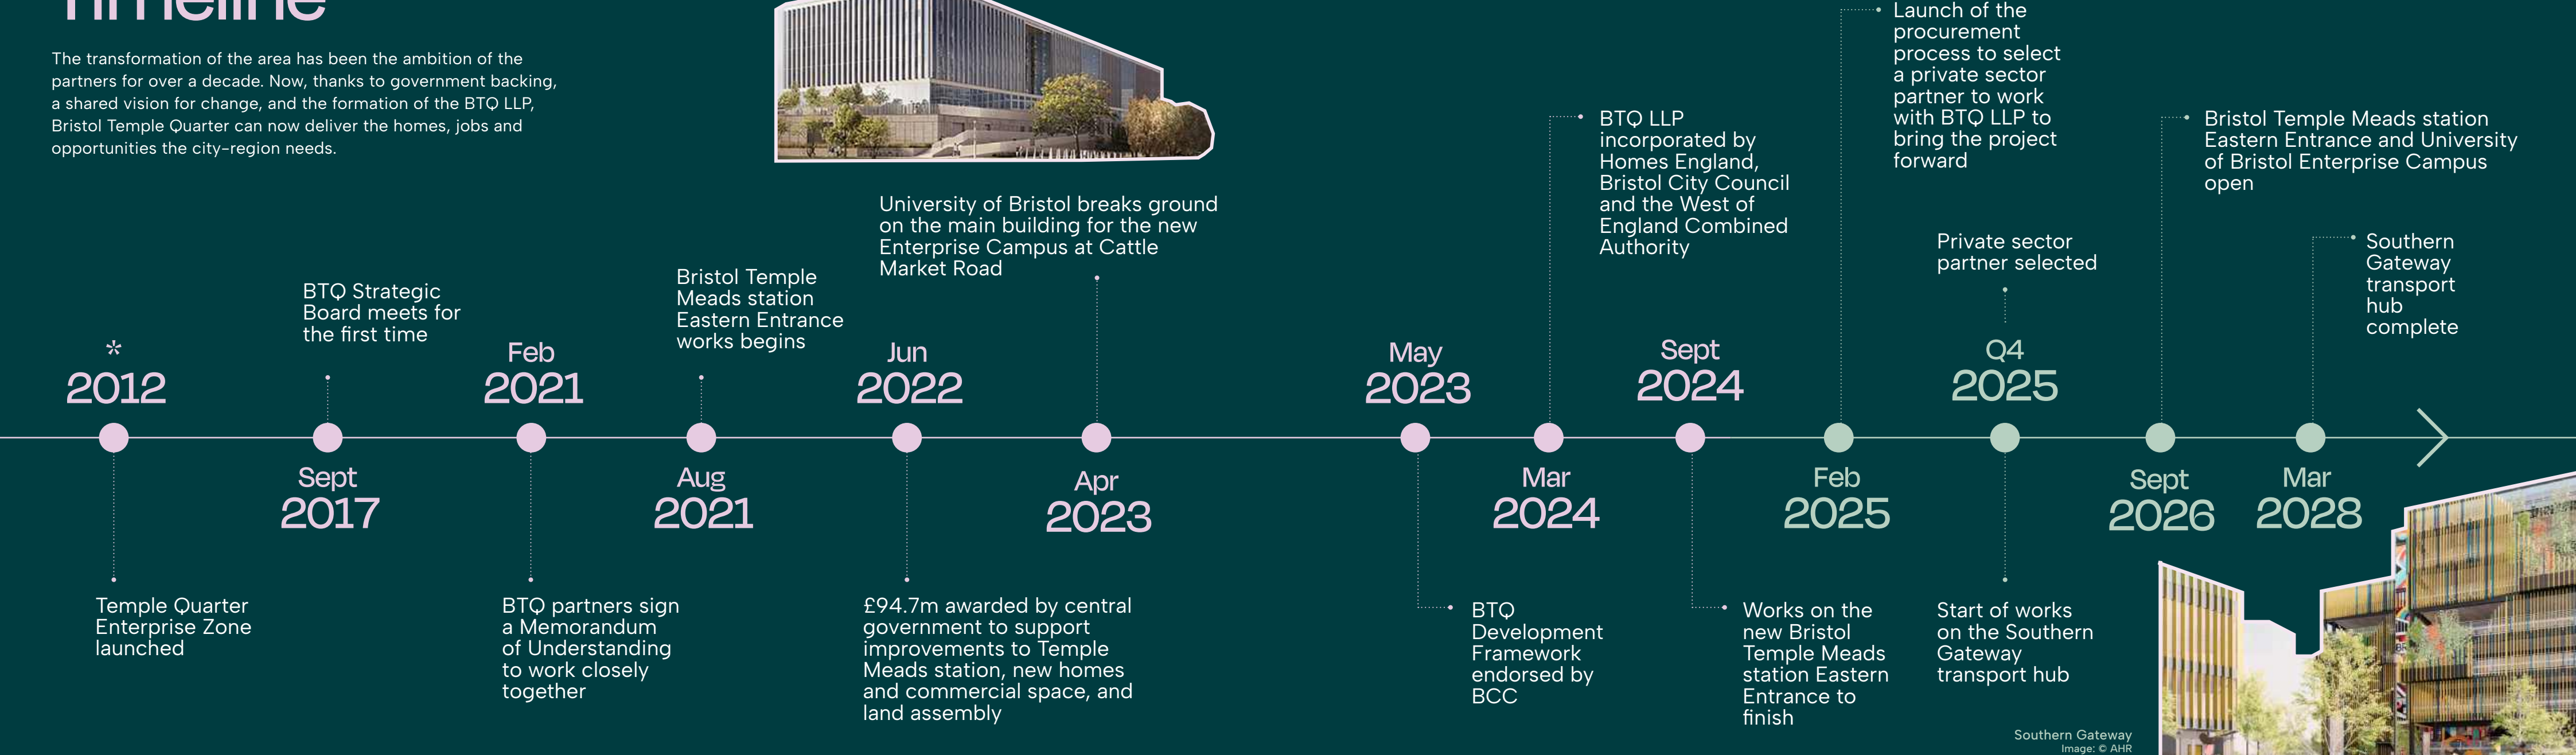 Timeline
The transformation of the area has been the ambition of the
partners for over a decade. Now, thanks to government backing,
a shared vision for change, and the formation of the BTQ LLP,
Bristol Temple Quarter can now deliver the homes, jobs and
opportunities the city-region needs.
*
2012
Temple Quarter
Enterprise Zone
launched
BTQ Strategic
Board meets for
the first time
Sept
2017
Feb
2021
BTQ partners sign
a Memorandum
of Understanding
to work closely
together
Bristol Temple
Meads station
Eastern Entrance
works begins
Aug
2021
Jun
2022
£94.7m awarded by central
government to support
improvements to Temple
Meads station, new homes
and commercial space, and
land assembly
University of Bristol breaks ground
on the main building for the new
Enterprise Campus at Cattle
Market Road
Apr
2023
May
2023
BTQ
Development
Framework
endorsed by
BCC
BTQ LLP
incorporated by
Homes England,
Bristol City Council
and the West of
England Combined
Authority
Mar
2024
Sept
2024
Works on the
new Bristol
Temple Meads
station Eastern
Entrance to
finish
Launch of the
procurement
process to select
a private sector
partner to work
with BTQ LLP to
bring the project
forward
Feb
2025
Private sector
partner selected
Q4
2025
Start of works
on the Southern
Gateway
transport hub
Bristol Temple Meads station
Eastern Entrance and University
of Bristol Enterprise Campus
open
Sept
2026
Southern
Gateway
transport
hub
complete
Mar
2028
Southern Gateway
Image: © AHR